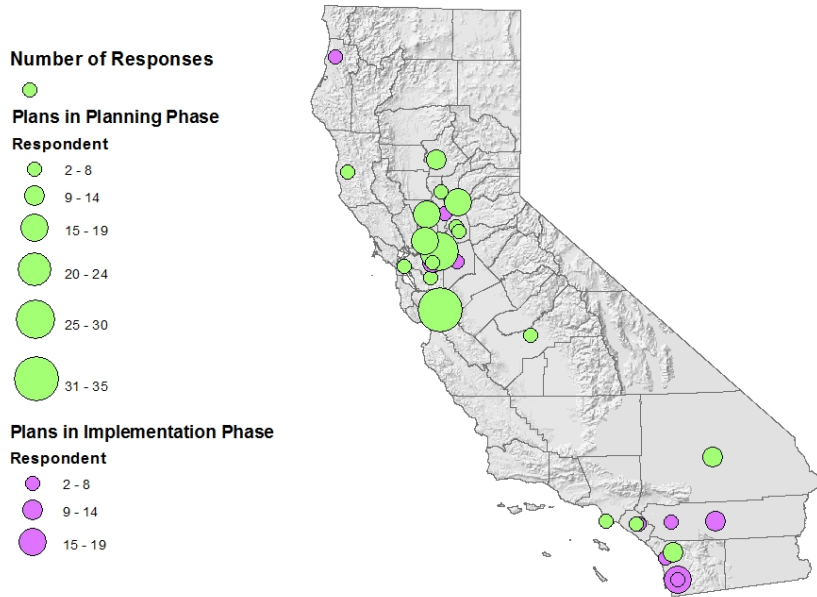 Number of Responses
Plans in Planning Phase
Respondent
2 - 8
9 - 14
15 - 19
20 - 24
25 - 30
31 - 35
Plans in Implementation Phase
Respondent
2 - 8
9 - 14
15 - 19